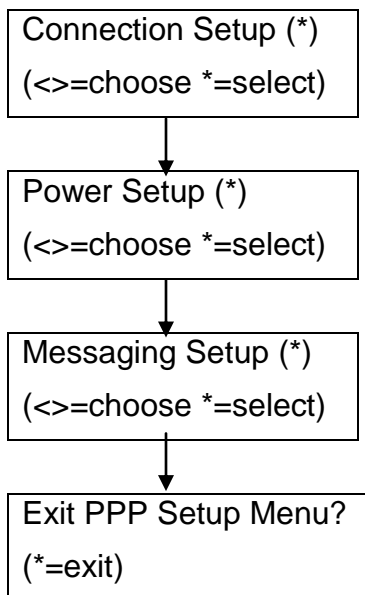 Connection Setup (*)
(<>=choose *=select)
Power Setup (*)
(<>=choose *=select)
Messaging Setup (*)
(<>=choose *=select)
Exit PPP Setup Menu?
(*=exit)